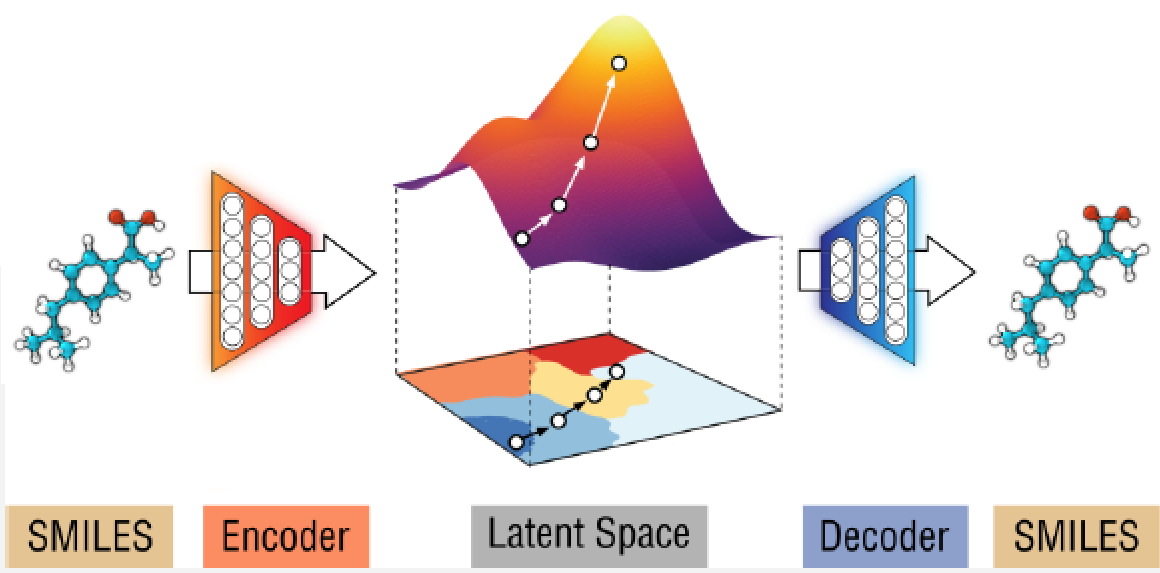 SMILES
Encoder
Latent Space
Decoder
SMILES